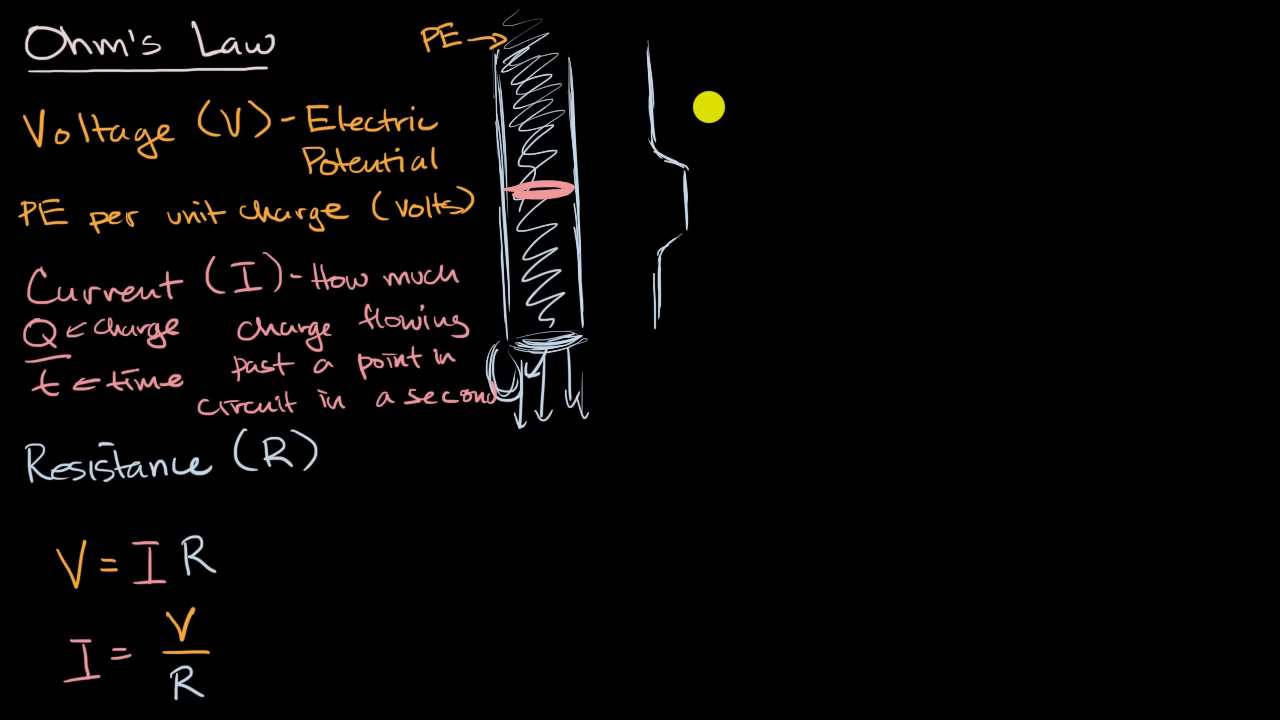 Ohm's Law
PE →
Voltage (V) - Electric
Potential
PE per unit charge (volts)
Current (I) - How much
Q ← charge charge flowing
t ← time past a point in
circuit in a second
Resistance (R)
V = I R
I = V
R